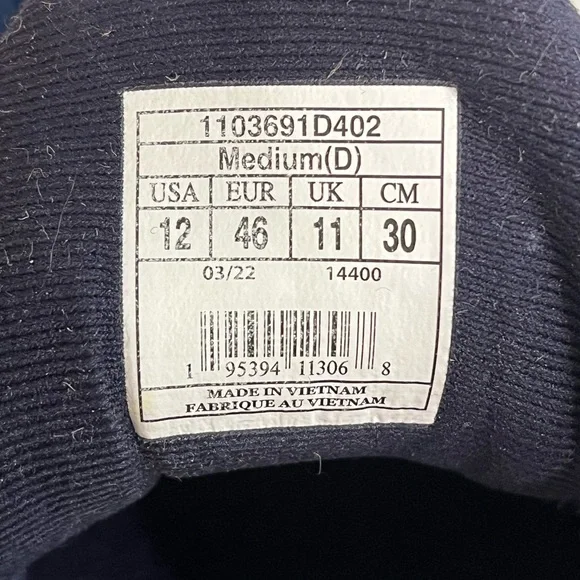 1103691D402
Medium(D)
USA EUR UK CM
12 46 11 30
03/22 14400
1 95394 11306 8
MADE IN VIETNAM
FABRIQUE AU VIETNAM